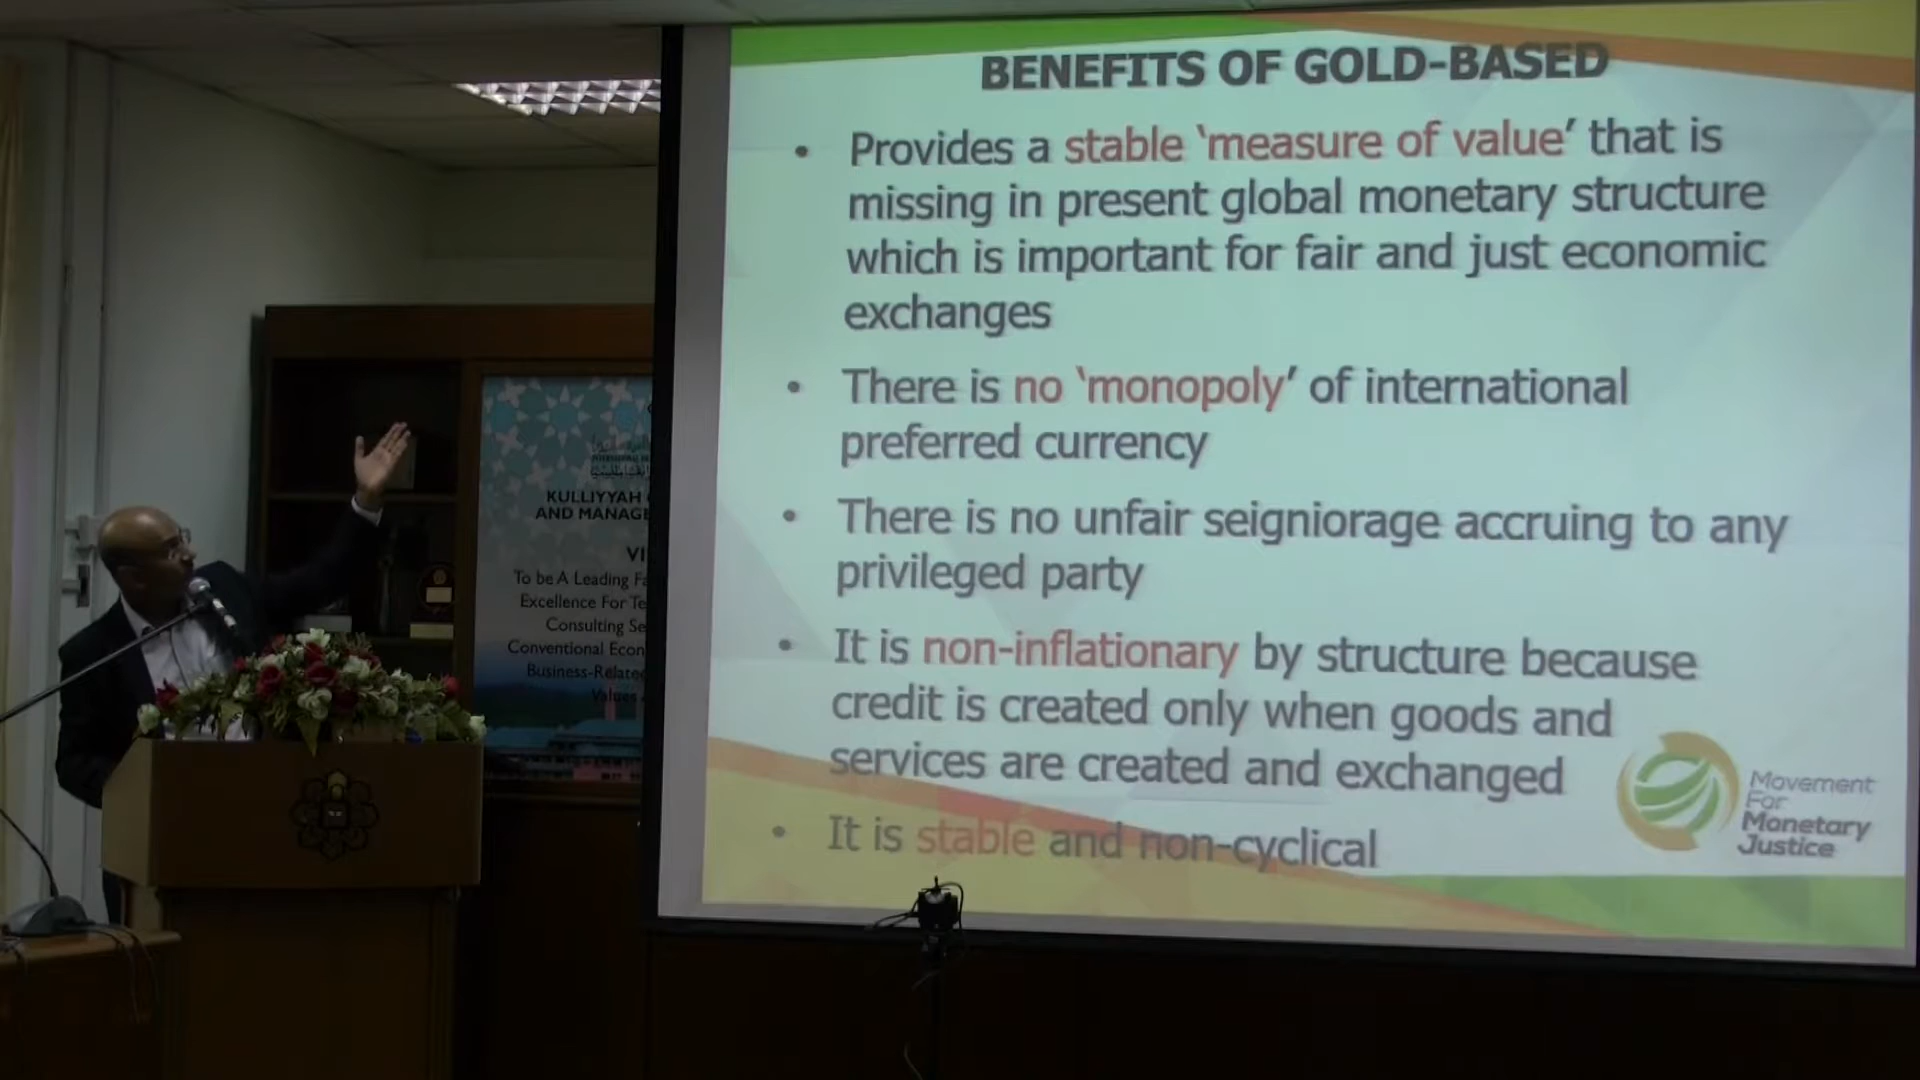 BENEFITS OF GOLD-BASED
• Provides a stable ‘measure of value’ that is
missing in present global monetary structure
which is important for fair and just economic
exchanges
• There is no ‘monopoly’ of international
preferred currency
• There is no unfair seigniorage accruing to any
privileged party
• It is non-inflationary by structure because
credit is created only when goods and
services are created and exchanged
• It is stable and non-cyclical
Movement
For
Monetary
Justice
KULLIYYAH
AND MANAGE
VI
To be A Leading Fa
Excellence For Te
Consulting Se
Conventional Econ
Business-Related
Values